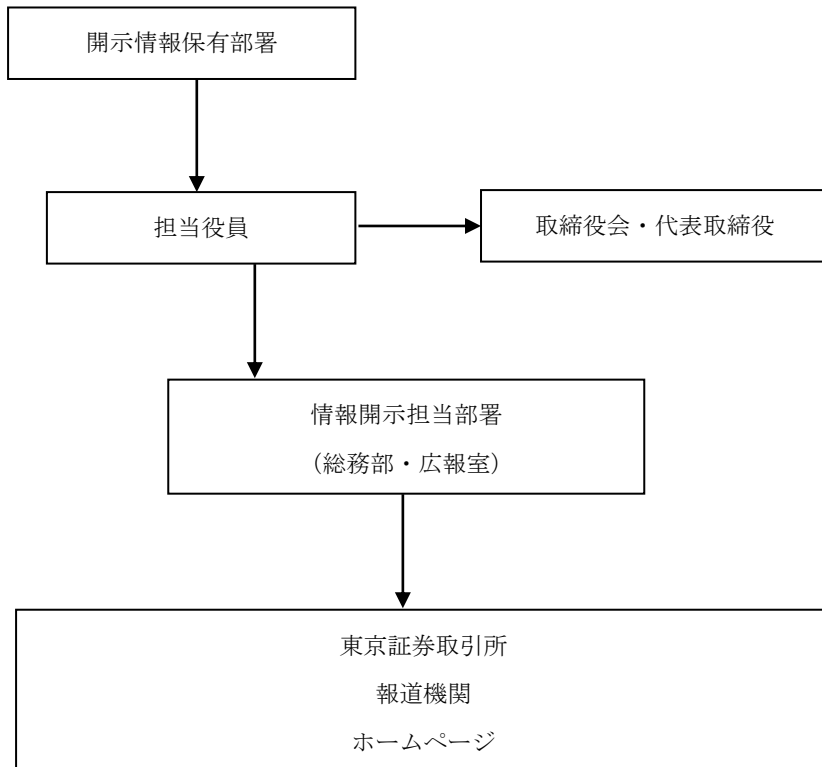 開示情報保有部署
担当役員
取締役会・代表取締役
情報開示担当部署
（総務部・広報室）
東京証券取引所
報道機関
ホームページ